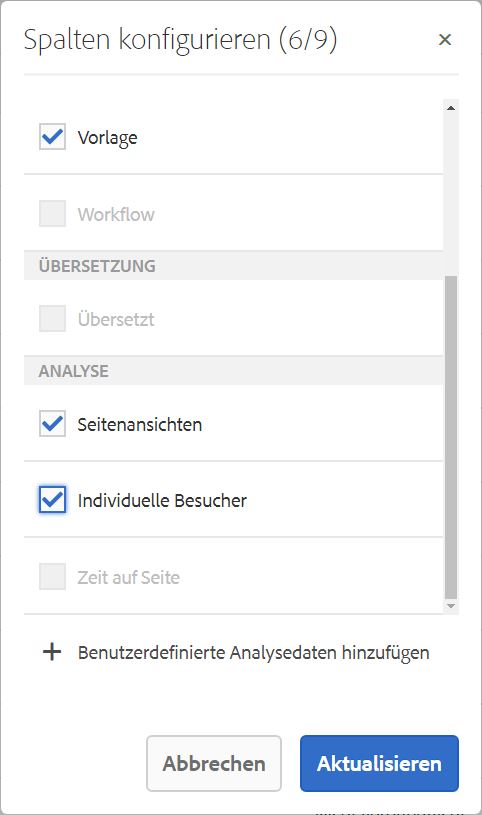 Spalten konfigurieren (6/9)
Vorlage
Workflow
ÜBERSETZUNG
Übersetzt
ANALYSE
Seitenansichten
Individuelle Besucher
Zeit auf Seite
Benutzerdefinierte Analysedaten hinzufügen
Abbrechen Aktualisieren